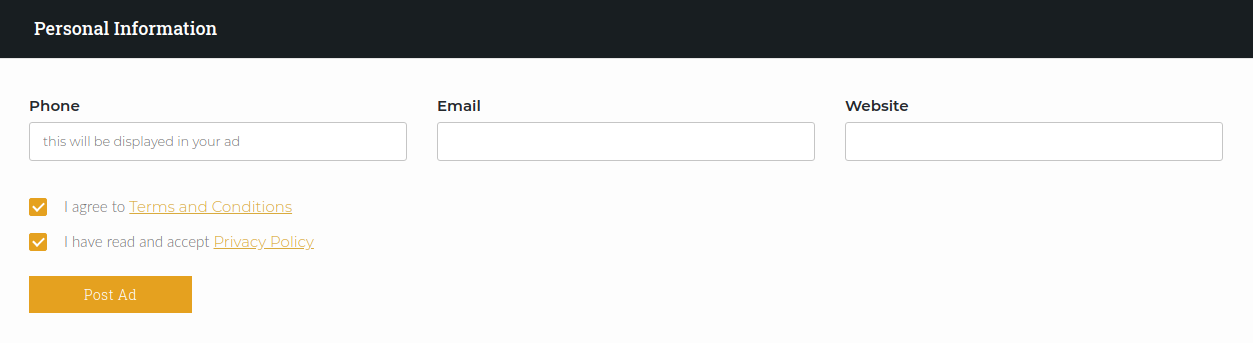 Personal Information
Phone Email Website
this will be displayed in your ad
I agree to Terms and Conditions
I have read and accept Privacy Policy
Post Ad